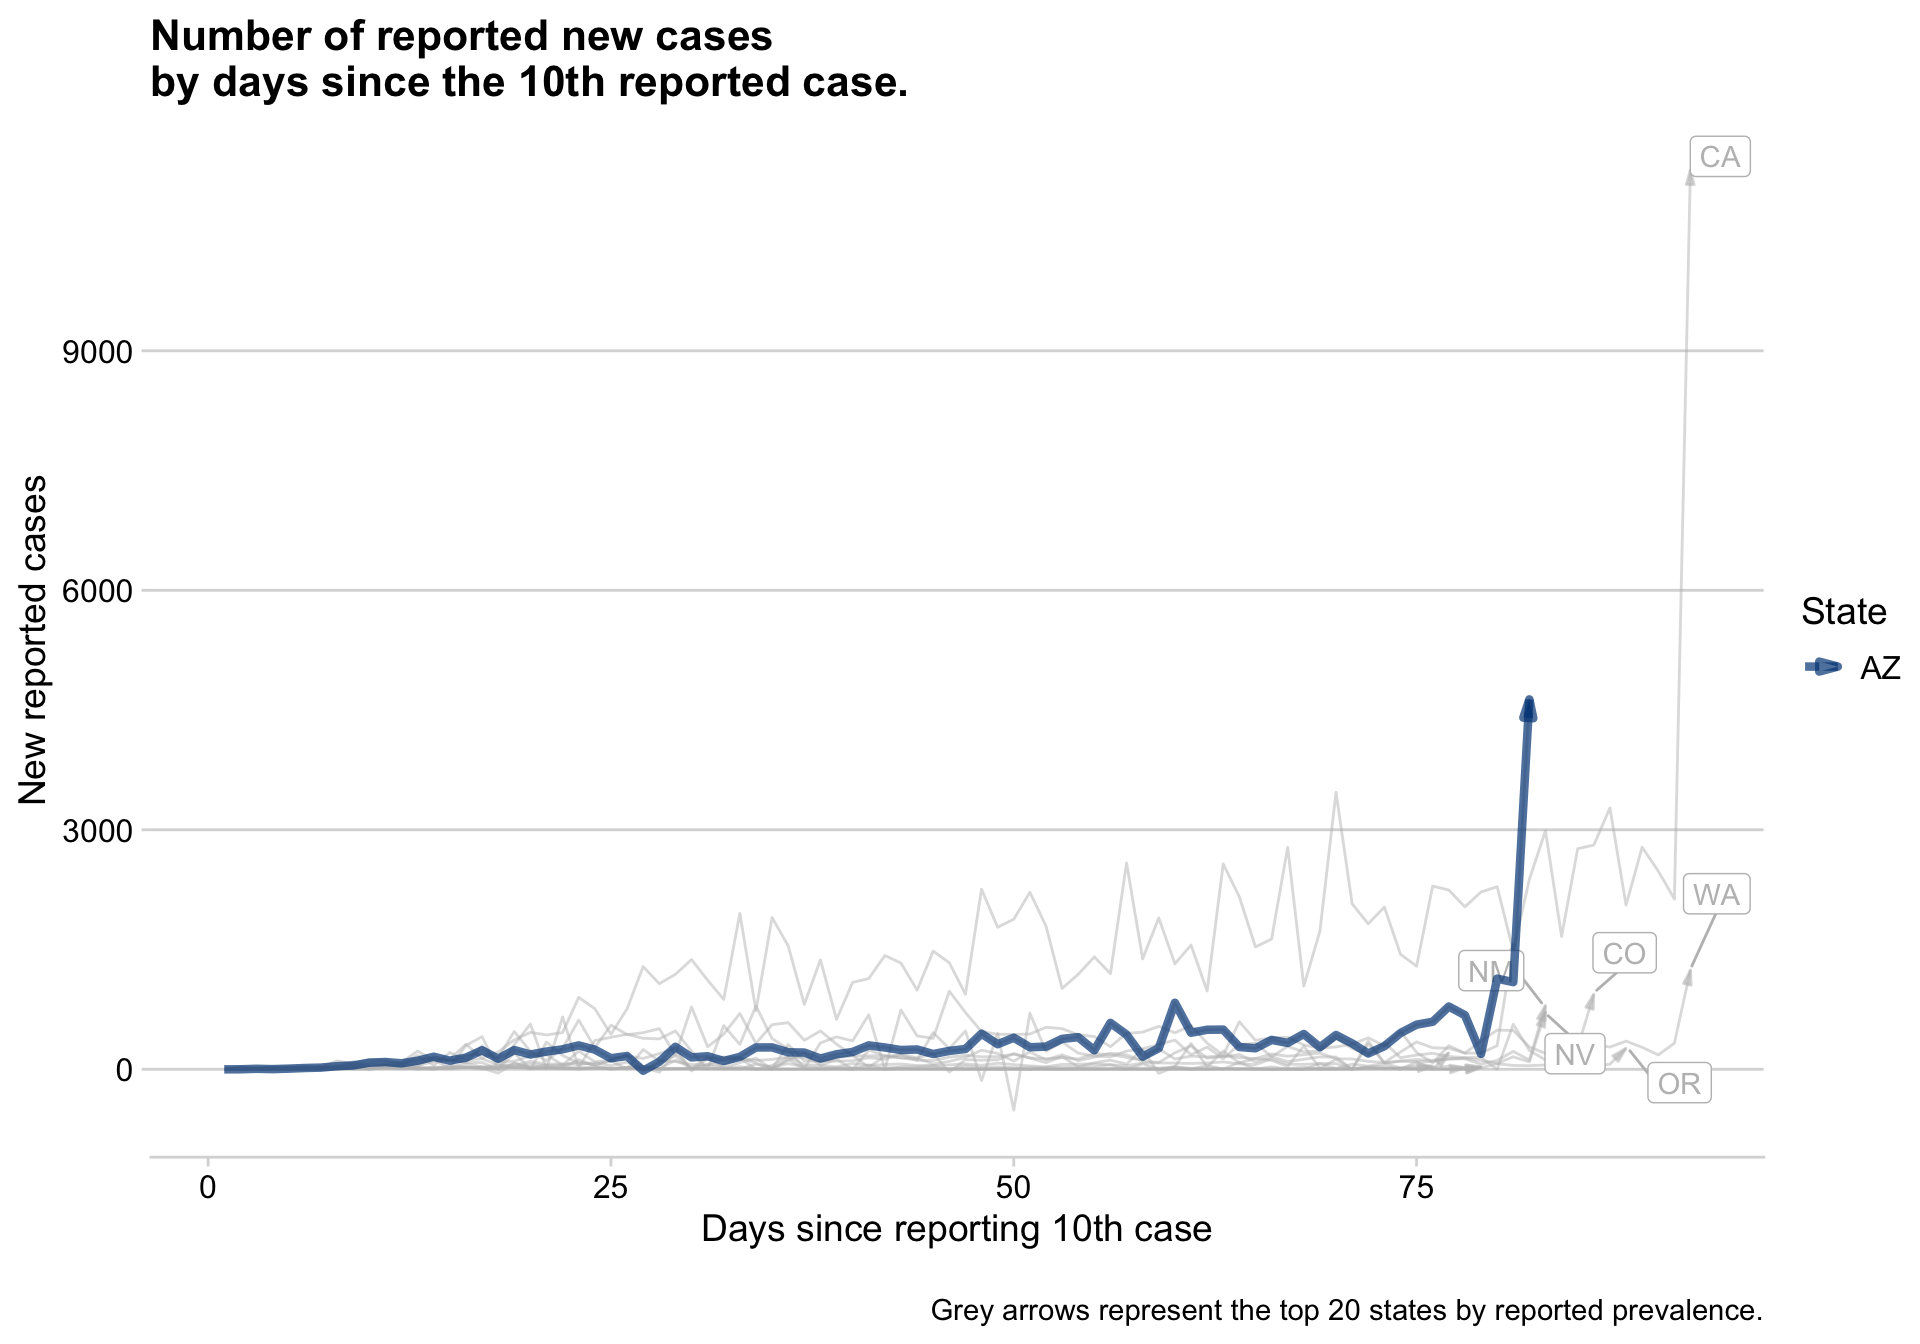 Number of reported new cases
by days since the 10th reported case.
CA
9000
6000
3000
0
New reported cases
WA
CO
NM
NV
OR
State
AZ
0
25
50
75
Days since reporting 10th case
Grey arrows represent the top 20 states by reported prevalence.